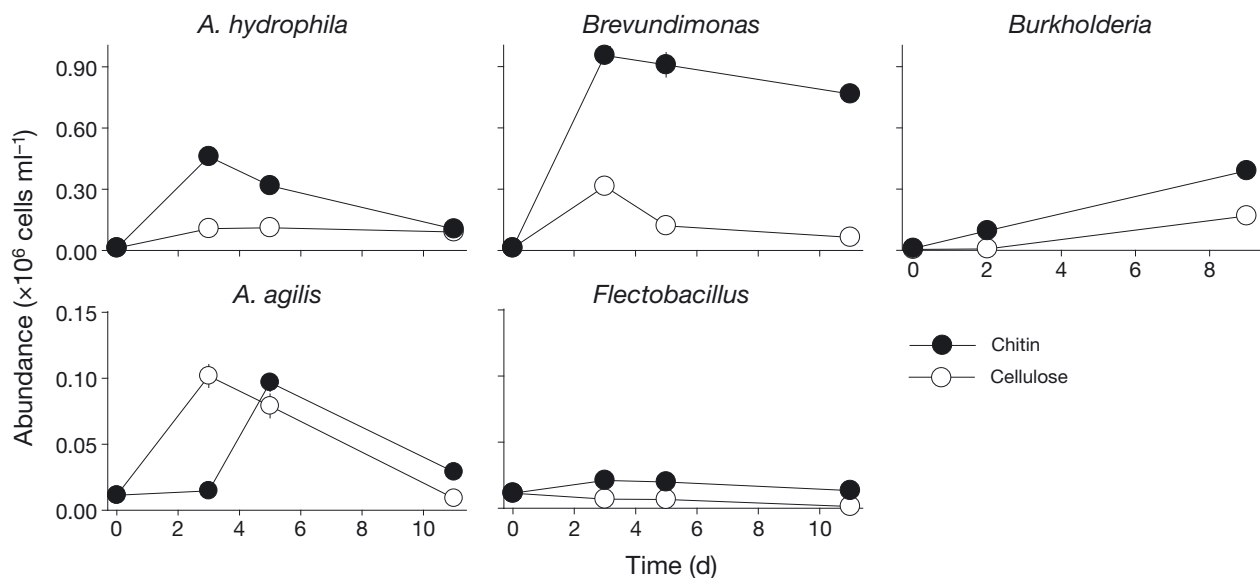 A. hydrophila
Brevundimonas
Burkholderia
0.90
0.60
0.30
0.00
0 2 4 6 8
A. agilis
Flectobacillus
0.15
0.10
0.05
0.00
0 2 4 6 8 10
0 2 4 6 8 10
Chitin
Cellulose
Abundance (×10⁶ cells ml⁻¹)
Time (d)